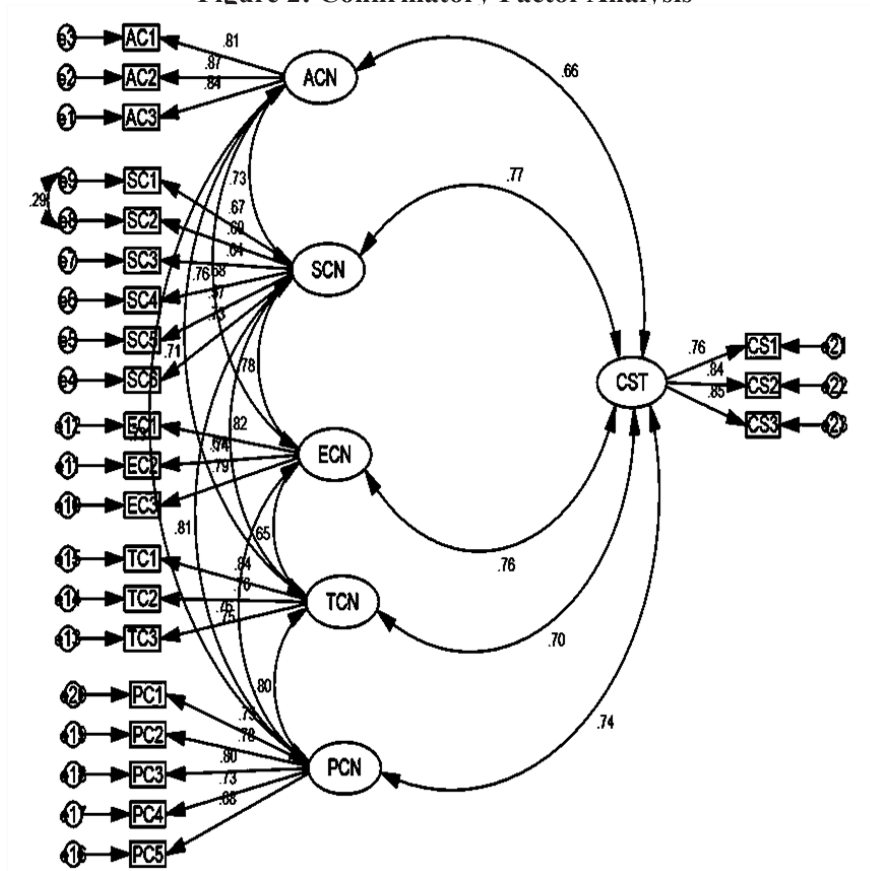 Figure 2: Confirmatory Factor Analysis
e3 AC1 .81
e2 AC2 .87 ACN .66
e1 AC3 .84
e9 SC1 .73 .77
.29 e8 SC2 .67
e7 SC3 .69 SCN
e6 SC4 .64 .76
e5 SC5 .73
e4 SC6 .71 .78
CST
.76 CS1 e21
.84 CS2 e22
.85 CS3 e23
e12 EC1 .82
e11 EC2 ECN
e10 EC3 .79
.81 .65 .76
e15 TC1 .84
e14 TC2 TCN
e13 TC3 .75 .70
e20 PC1 .80
e19 PC2 .78 .74
e18 PC3 .80 PCN
e17 PC4 .73
e16 PC5